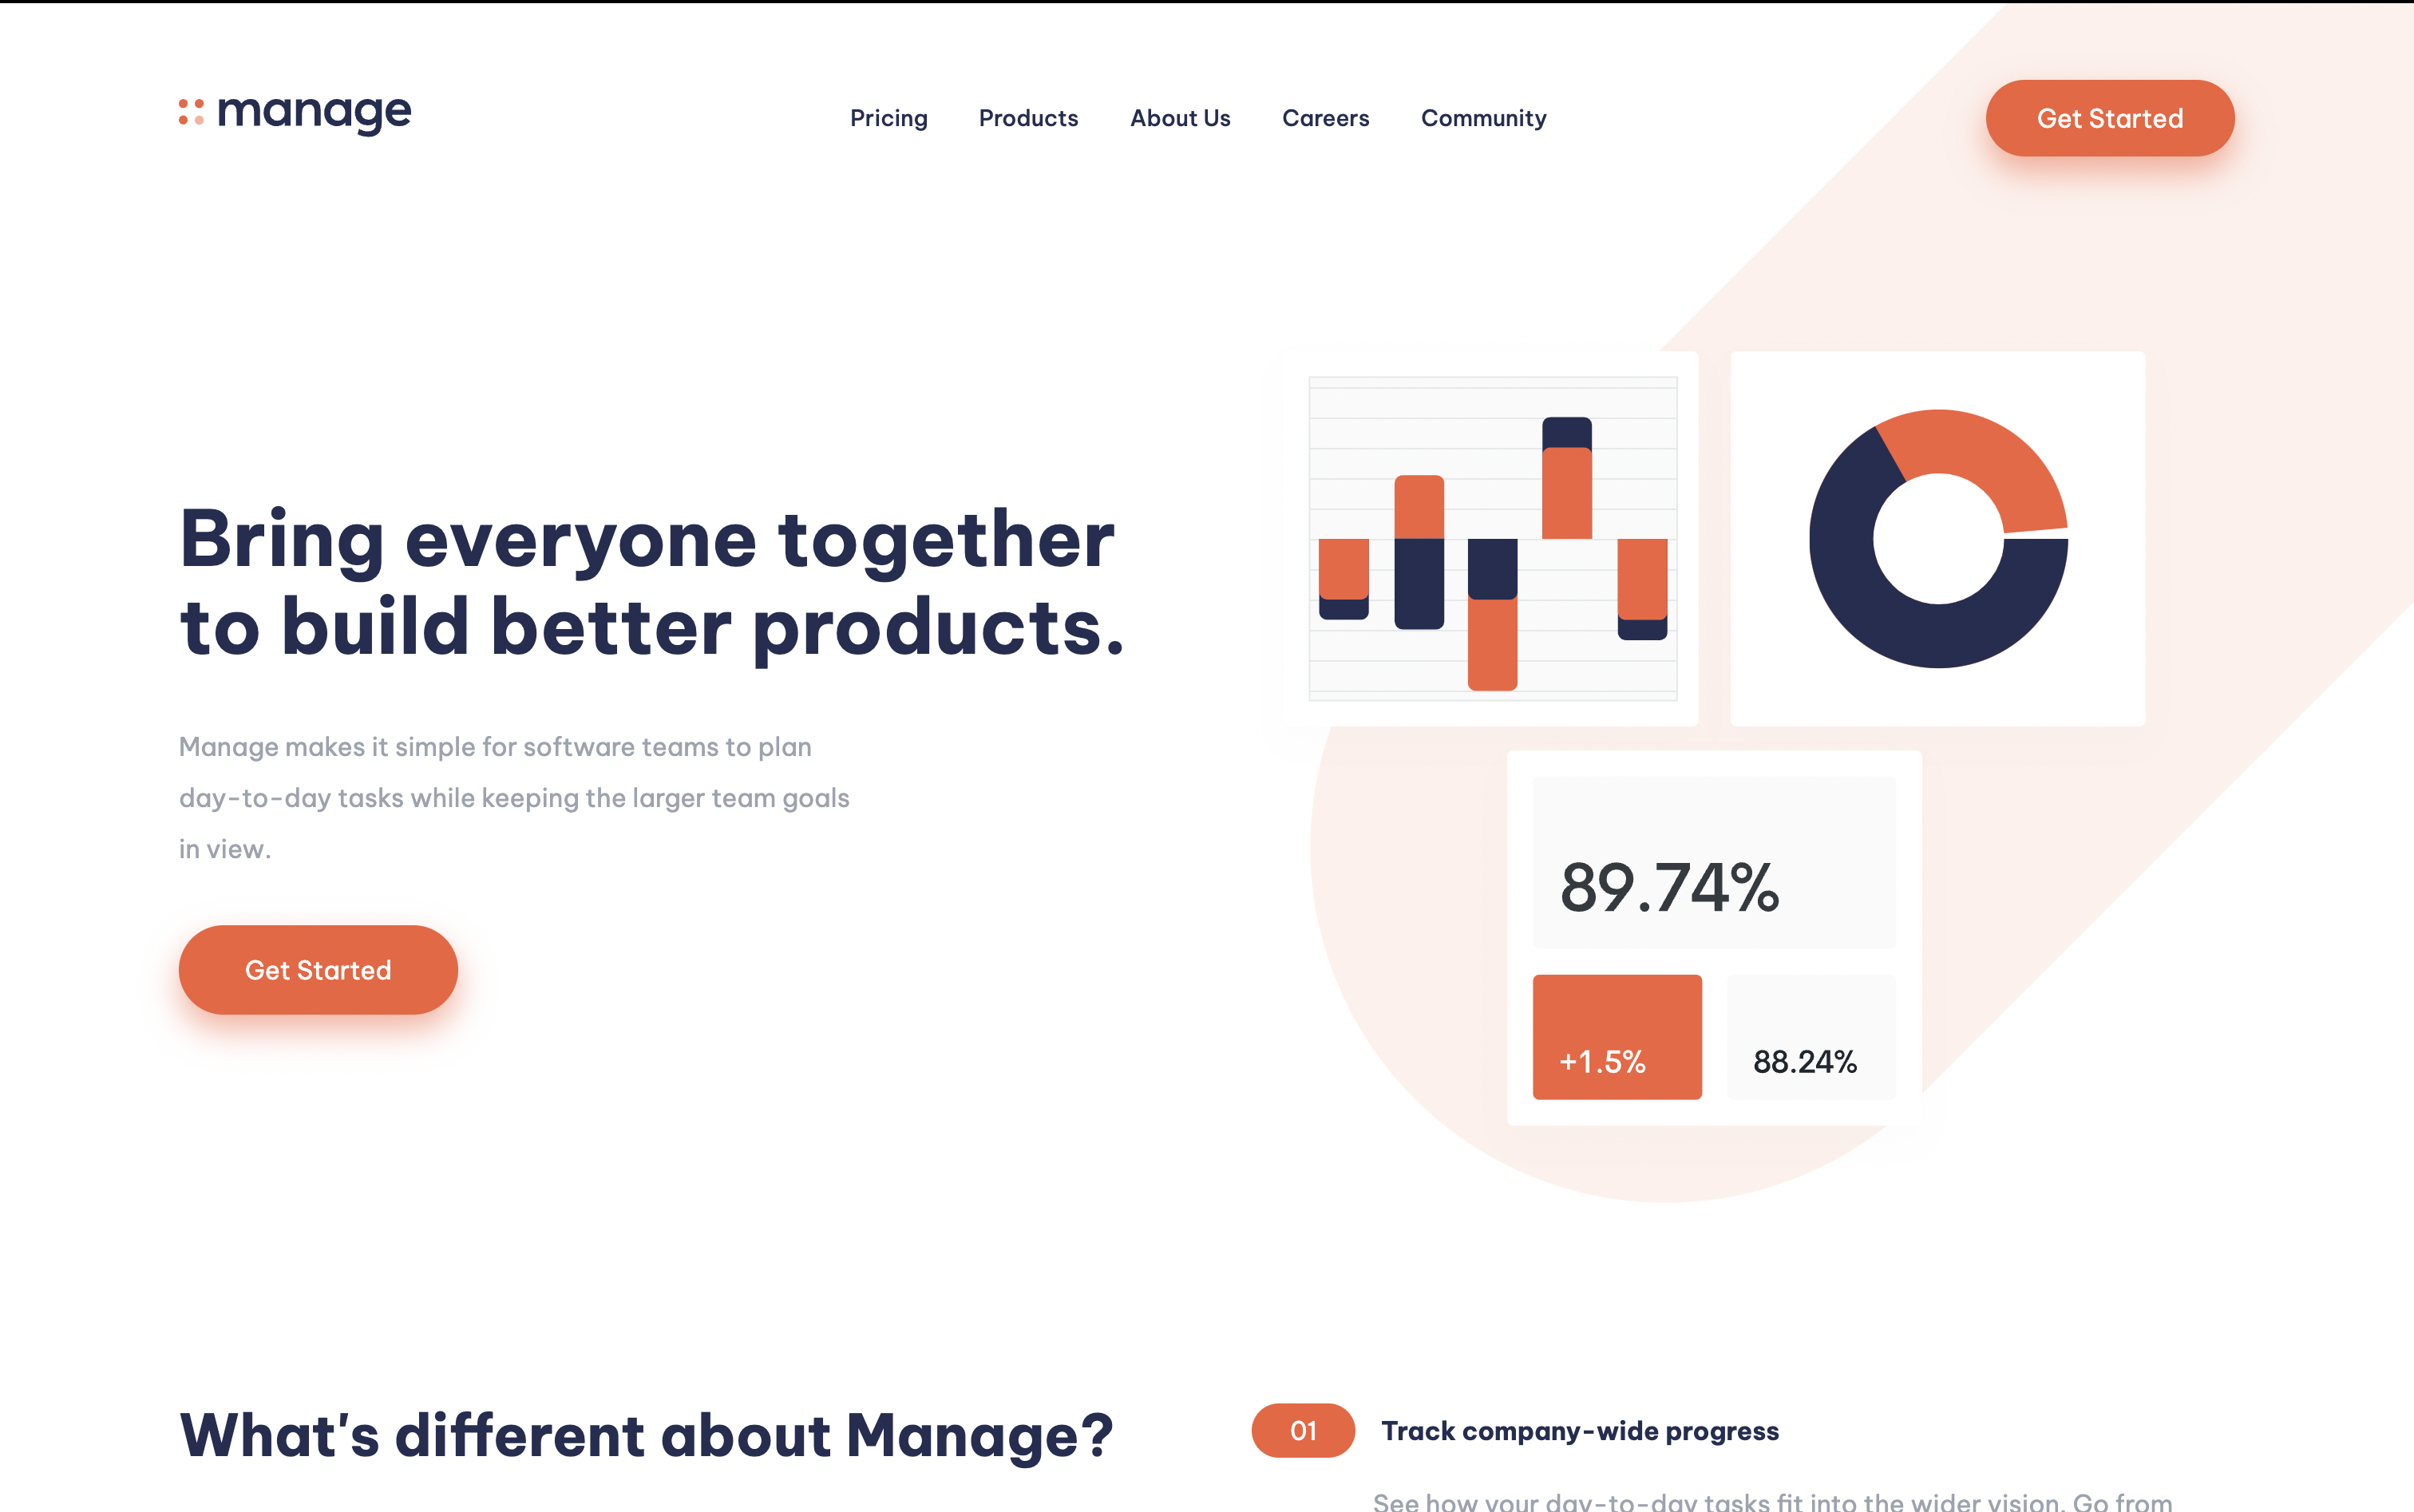 manage
Pricing Products About Us Careers Community
Get Started
Bring everyone together
to build better products.
Manage makes it simple for software teams to plan
day-to-day tasks while keeping the larger team goals
in view.
Get Started
89.74%
+1.5%
88.24%
What's different about Manage?
01
Track company-wide progress
See how your day-to-day tasks fit into the wider vision. Go from